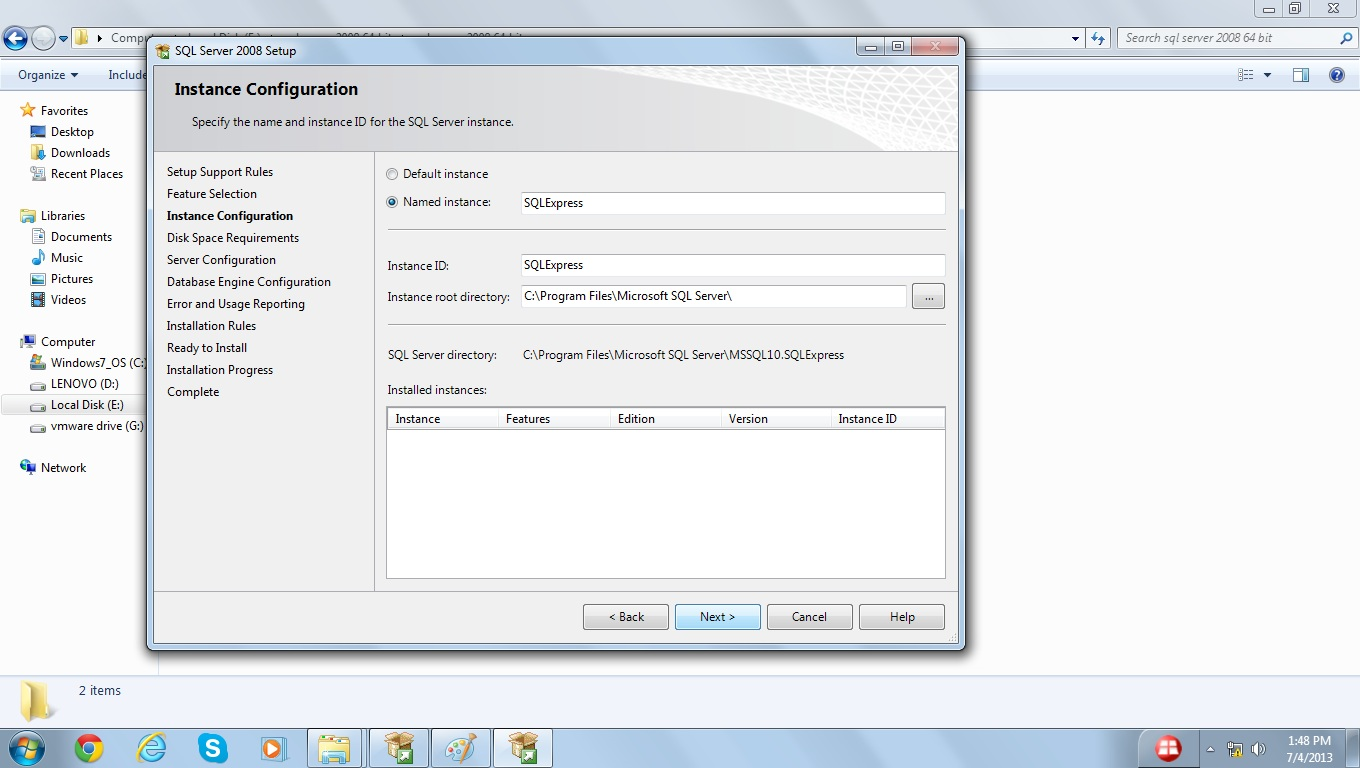 Search sql server 2008 64 bit
SQL Server 2008 Setup
Organize
Include
Favorites
Desktop
Downloads
Recent Places
Libraries
Documents
Music
Pictures
Videos
Computer
Windows7_OS (C:)
LENOVO (D:)
Local Disk (E:)
vmware drive (G:)
Network
Instance Configuration
Specify the name and instance ID for the SQL Server instance.
Setup Support Rules
Feature Selection
Instance Configuration
Disk Space Requirements
Server Configuration
Database Engine Configuration
Error and Usage Reporting
Installation Rules
Ready to Install
Installation Progress
Complete
Default instance
Named instance: SQLExpress
Instance ID: SQLExpress
Instance root directory: C:\Program Files\Microsoft SQL Server\ ...
SQL Server directory: C:\Program Files\Microsoft SQL Server\MSSQL10.SQLExpress
Installed instances:
Instance Features Edition Version Instance ID
< Back Next > Cancel Help
2 items
1:48 PM
7/4/2013